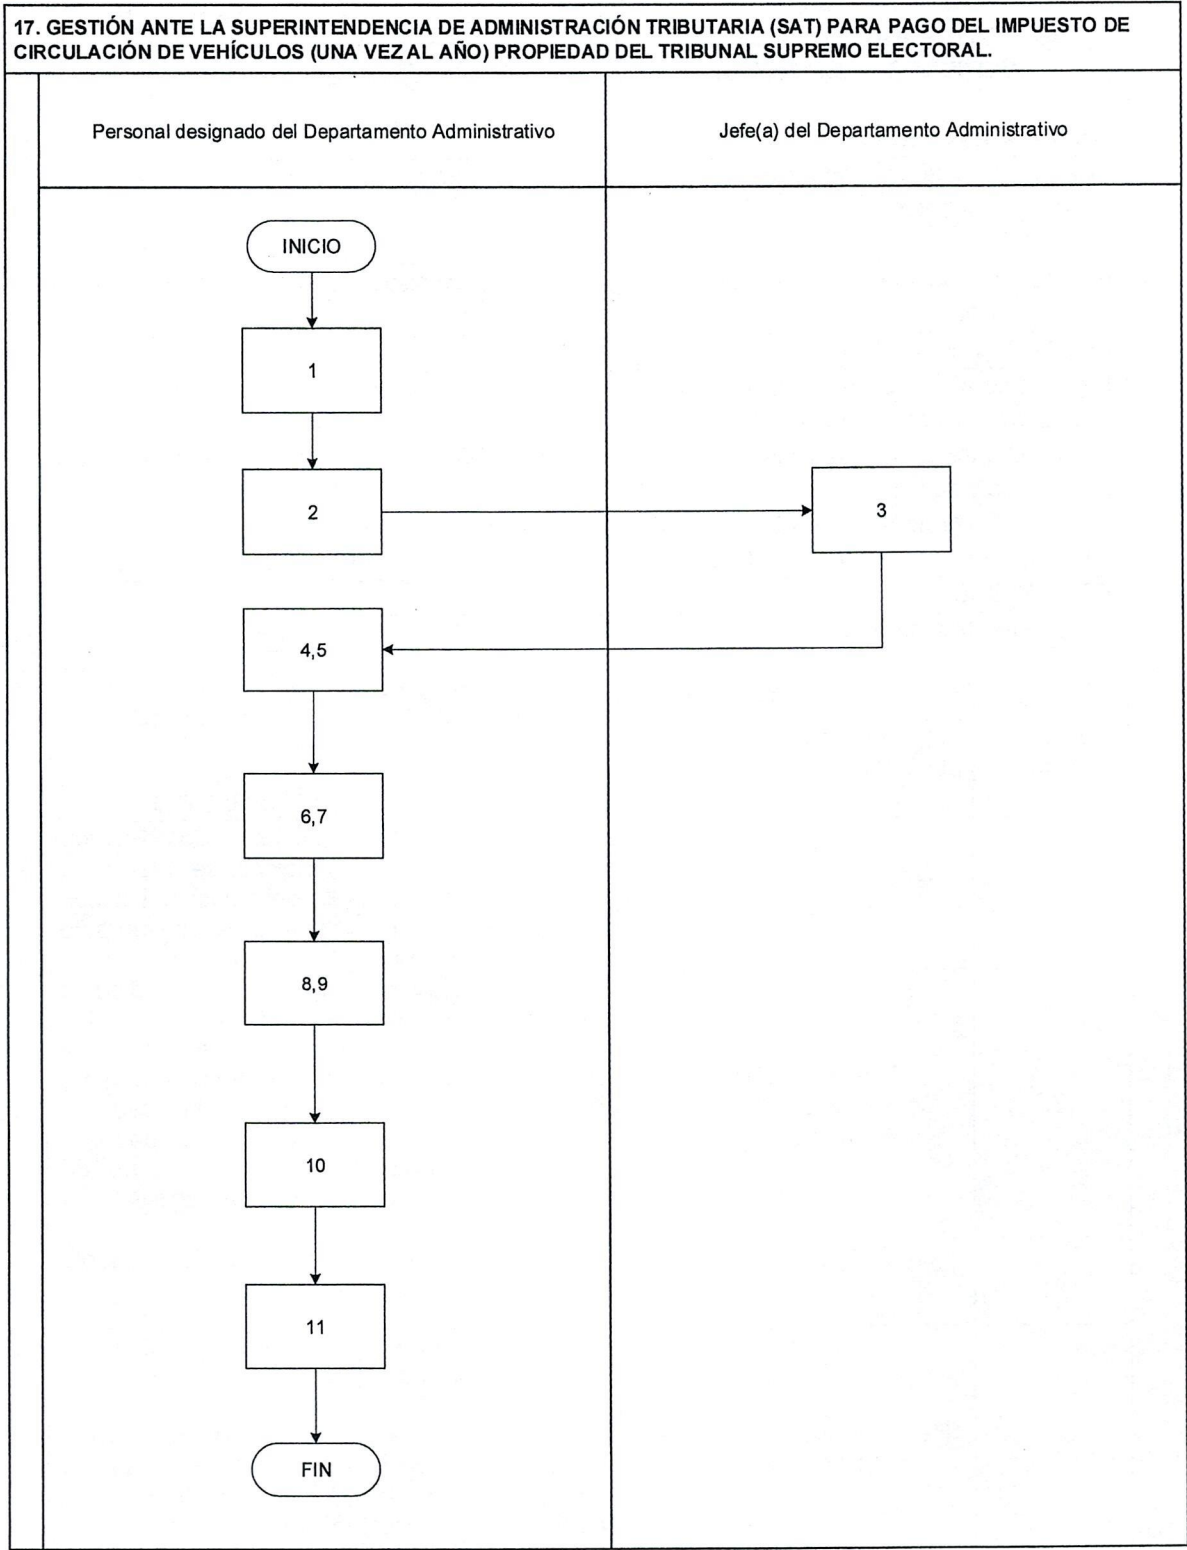 17. GESTIÓN ANTE LA SUPERINTENDENCIA DE ADMINISTRACIÓN TRIBUTARIA (SAT) PARA PAGO DEL IMPUESTO DE
CIRCULACIÓN DE VEHÍCULOS (UNA VEZ AL AÑO) PROPIEDAD DEL TRIBUNAL SUPREMO ELECTORAL.
Personal designado del Departamento Administrativo
Jefe(a) del Departamento Administrativo
INICIO
1
2
3
4,5
6,7
8,9
10
11
FIN